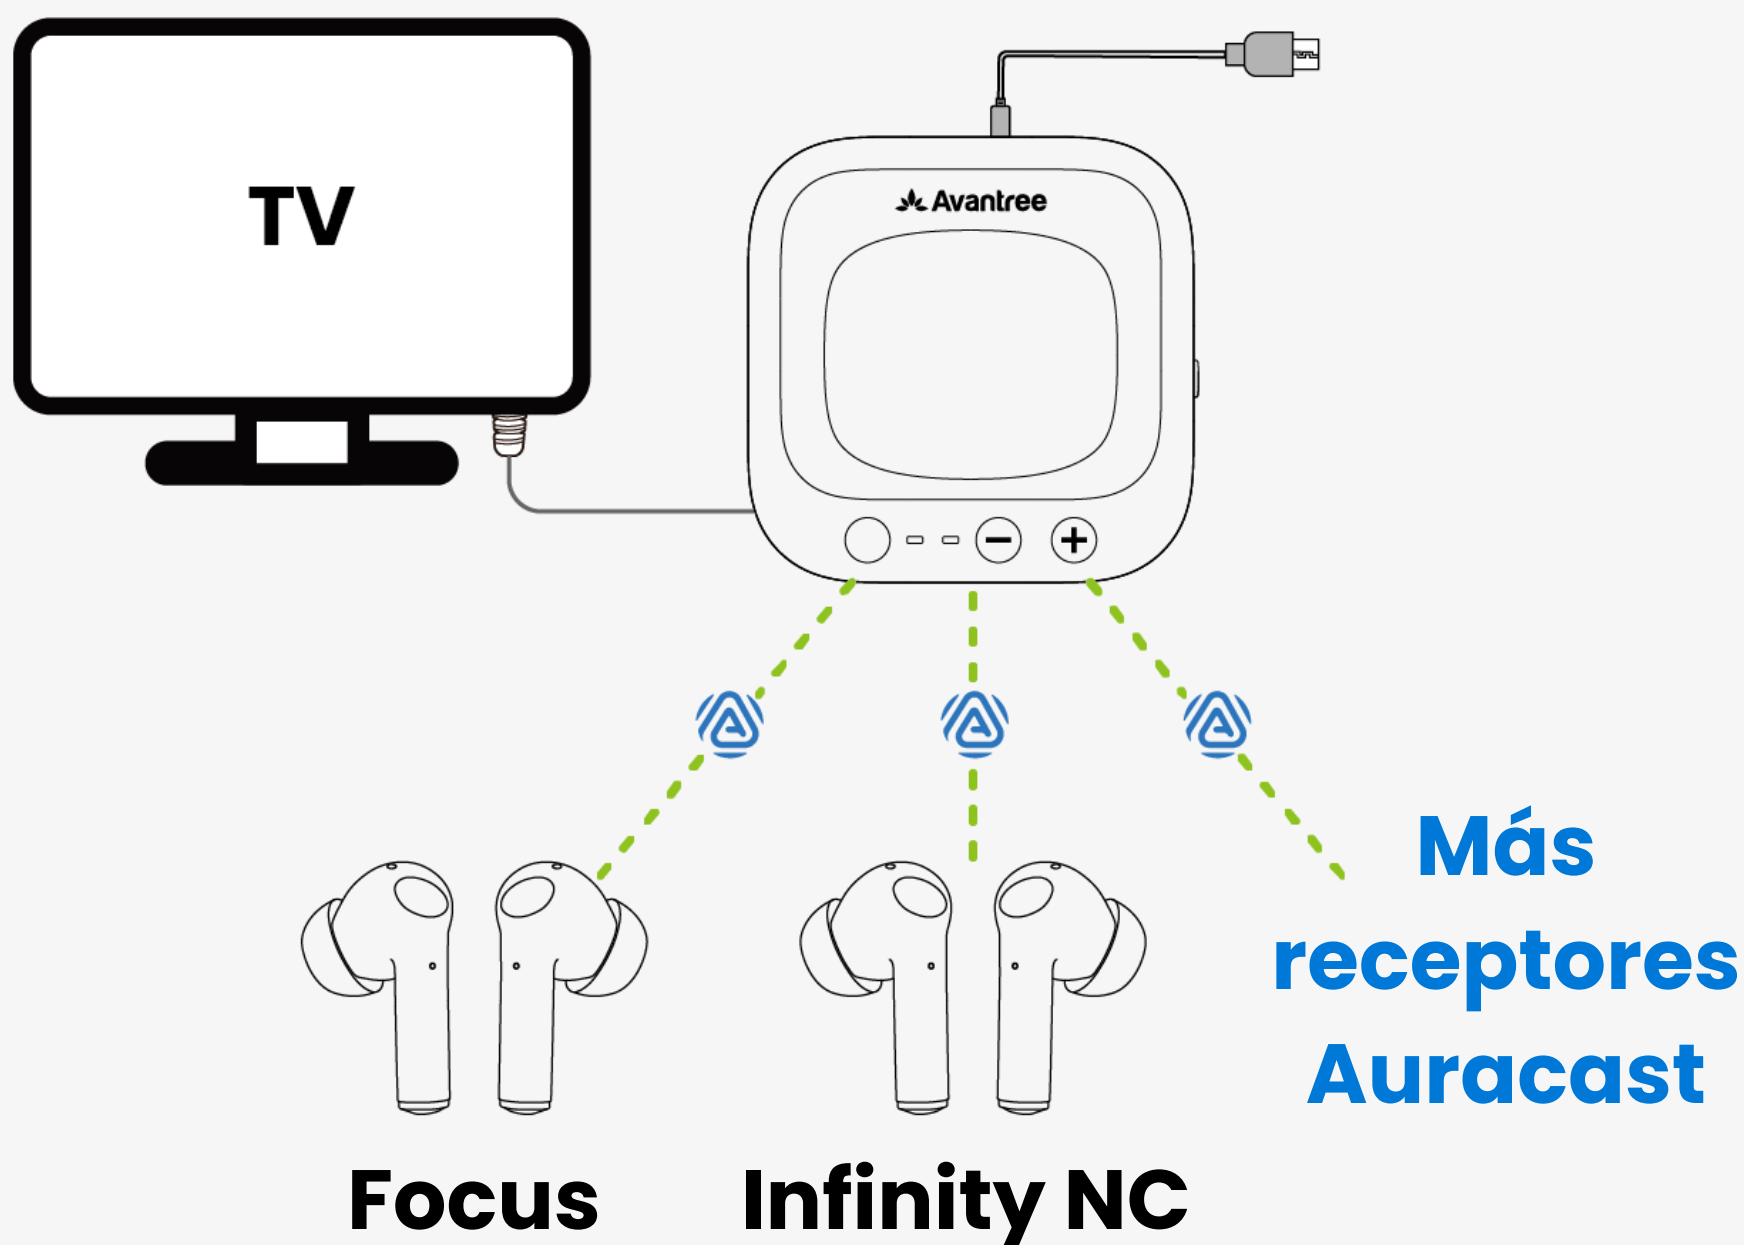 TV
Avantree
Más
receptores
Auracast
Focus
Infinity NC